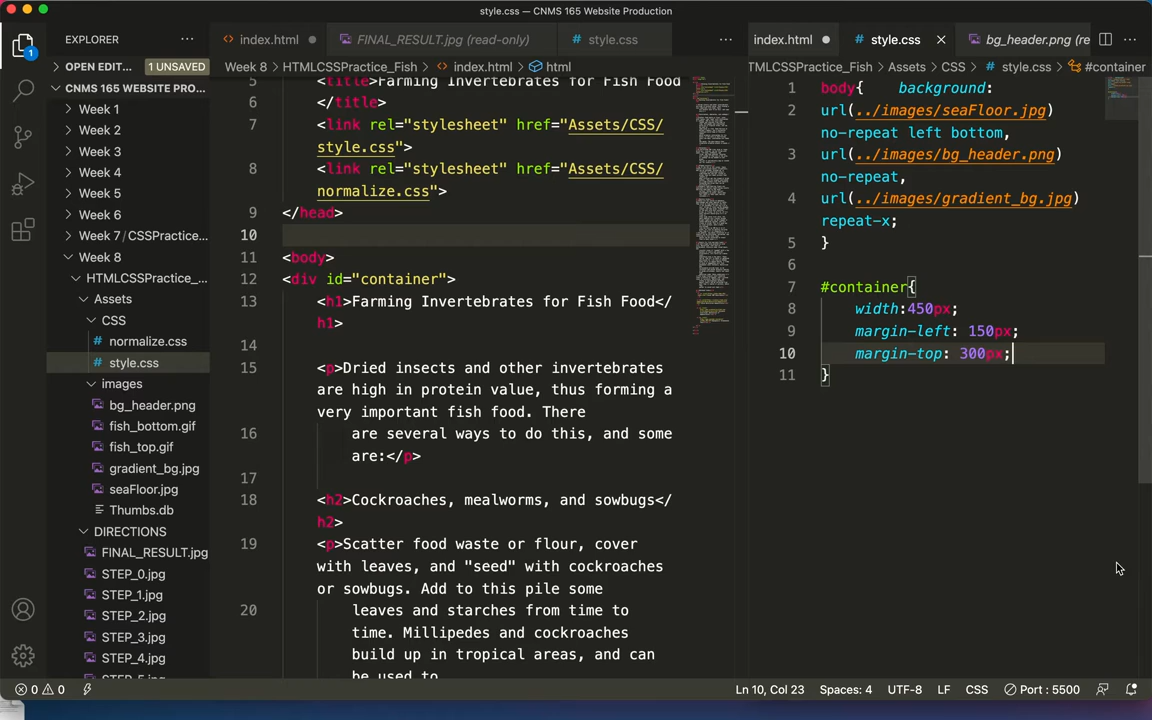 style.css — CNMS 165 Website Production
EXPLORER
OPEN EDIT... 1 UNSAVED
CNMS 165 WEBSITE PRO...
Week 1
Week 2
Week 3
Week 4
Week 5
Week 6
Week 7 / CSSPractice...
Week 8
HTMLCSSPractice_...
Assets
CSS
normalize.css
style.css
images
bg_header.png
fish_bottom.gif
fish_top.gif
gradient_bg.jpg
seaFloor.jpg
Thumbs.db
DIRECTIONS
FINAL_RESULT.jpg
STEP_0.jpg
STEP_1.jpg
STEP_2.jpg
STEP_3.jpg
STEP_4.jpg
1
index.html
FINAL_RESULT.jpg (read-only)
style.css
Week 8 > HTMLCSSPractice_Fish > index.html > html
5 <title>Farming Invertebrates for Fish Food
6 </title>
7 <link rel="stylesheet" href="Assets/CSS/
style.css">
8 <link rel="stylesheet" href="Assets/CSS/
normalize.css">
9 </head>
10
11 <body>
12 <div id="container">
13 <h1>Farming Invertebrates for Fish Food</
h1>
14
15 <p>Dried insects and other invertebrates
are high in protein value, thus forming a
very important fish food. There
16 are several ways to do this, and some
are:</p>
17
18 <h2>Cockroaches, mealworms, and sowbugs</
h2>
19 <p>Scatter food waste or flour, cover
with leaves, and "seed" with cockroaches
or sowbugs. Add to this pile some
20 leaves and starches from time to
time. Millipedes and cockroaches
build up in tropical areas, and can
be used to
index.html
style.css
bg_header.png (re
TMLCSSPractice_Fish > Assets > CSS > style.css > #container
1 body{ background:
2 url(../images/seaFloor.jpg)
no-repeat left bottom,
3 url(../images/bg_header.png)
no-repeat,
4 url(../images/gradient_bg.jpg)
repeat-x;
5 }
6
7 #container{
8 width:450px;
9 margin-left: 150px;
10 margin-top: 300px;
11 }
0 0
Ln 10, Col 23 Spaces: 4 UTF-8 LF CSS Port : 5500